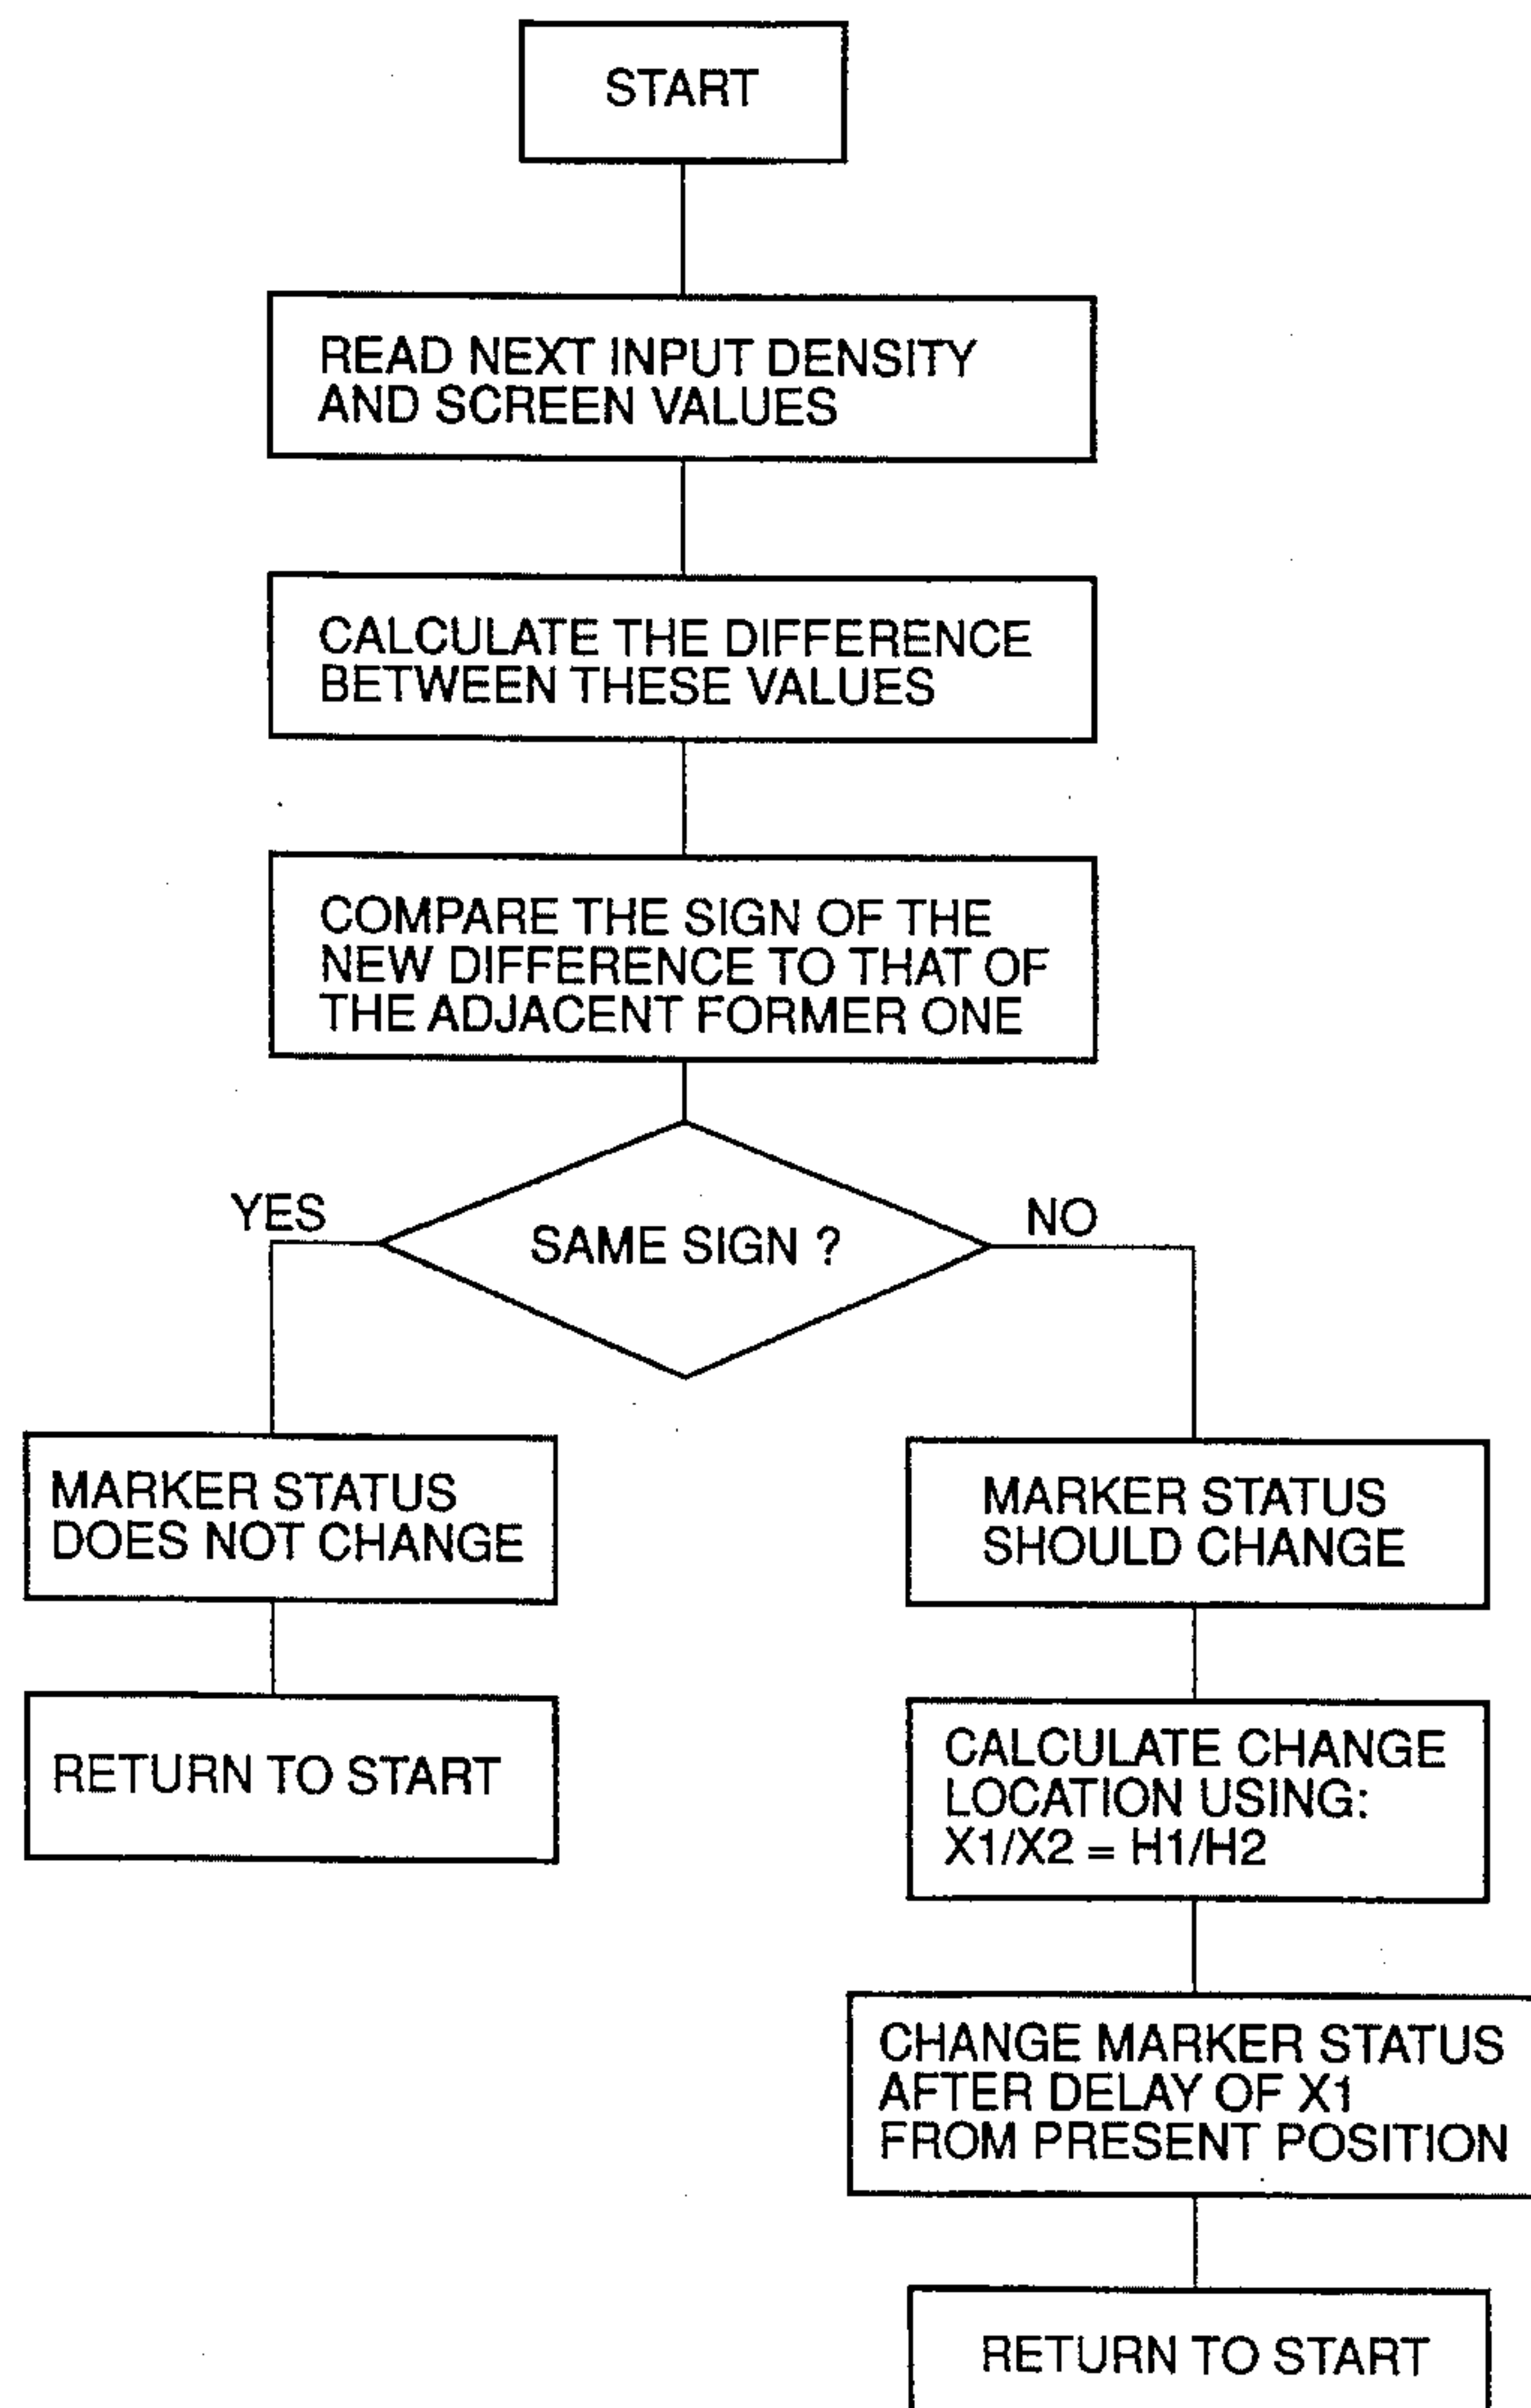 START
READ NEXT INPUT DENSITY
AND SCREEN VALUES
CALCULATE THE DIFFERENCE
BETWEEN THESE VALUES
COMPARE THE SIGN OF THE
NEW DIFFERENCE TO THAT OF
THE ADJACENT FORMER ONE
SAME SIGN ?
YES
NO
MARKER STATUS
DOES NOT CHANGE
RETURN TO START
MARKER STATUS
SHOULD CHANGE
CALCULATE CHANGE
LOCATION USING:
X1/X2 = H1/H2
CHANGE MARKER STATUS
AFTER DELAY OF X1
FROM PRESENT POSITION
RETURN TO START